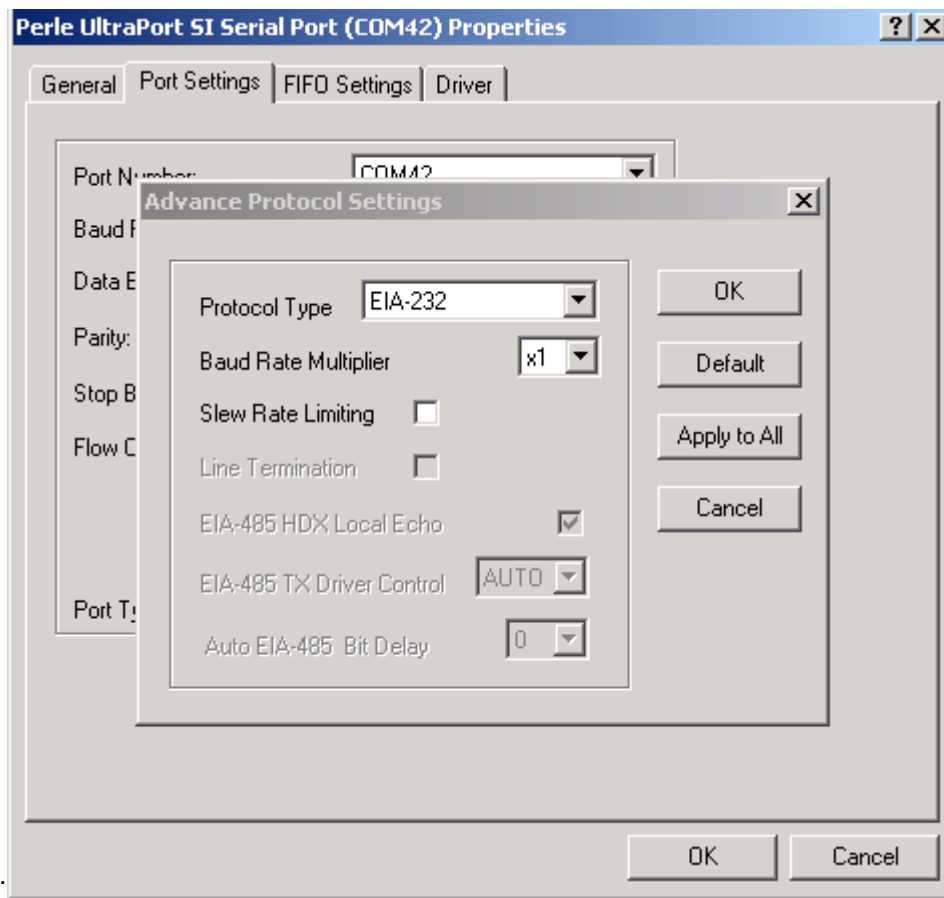 Perle UltraPort SI Serial Port (COM42) Properties
General Port Settings FIFO Settings Driver
Port Number: COM42
Advance Protocol Settings
Baud
Data
Parity:
Stop
Flow
Port
Protocol Type EIA-232
Baud Rate Multiplier x1
Slew Rate Limiting
Line Termination
EIA-485 HDX Local Echo
EIA-485 TX Driver Control AUTO
Auto EIA-485 Bit Delay 0
OK
Default
Apply to All
Cancel
OK Cancel
.